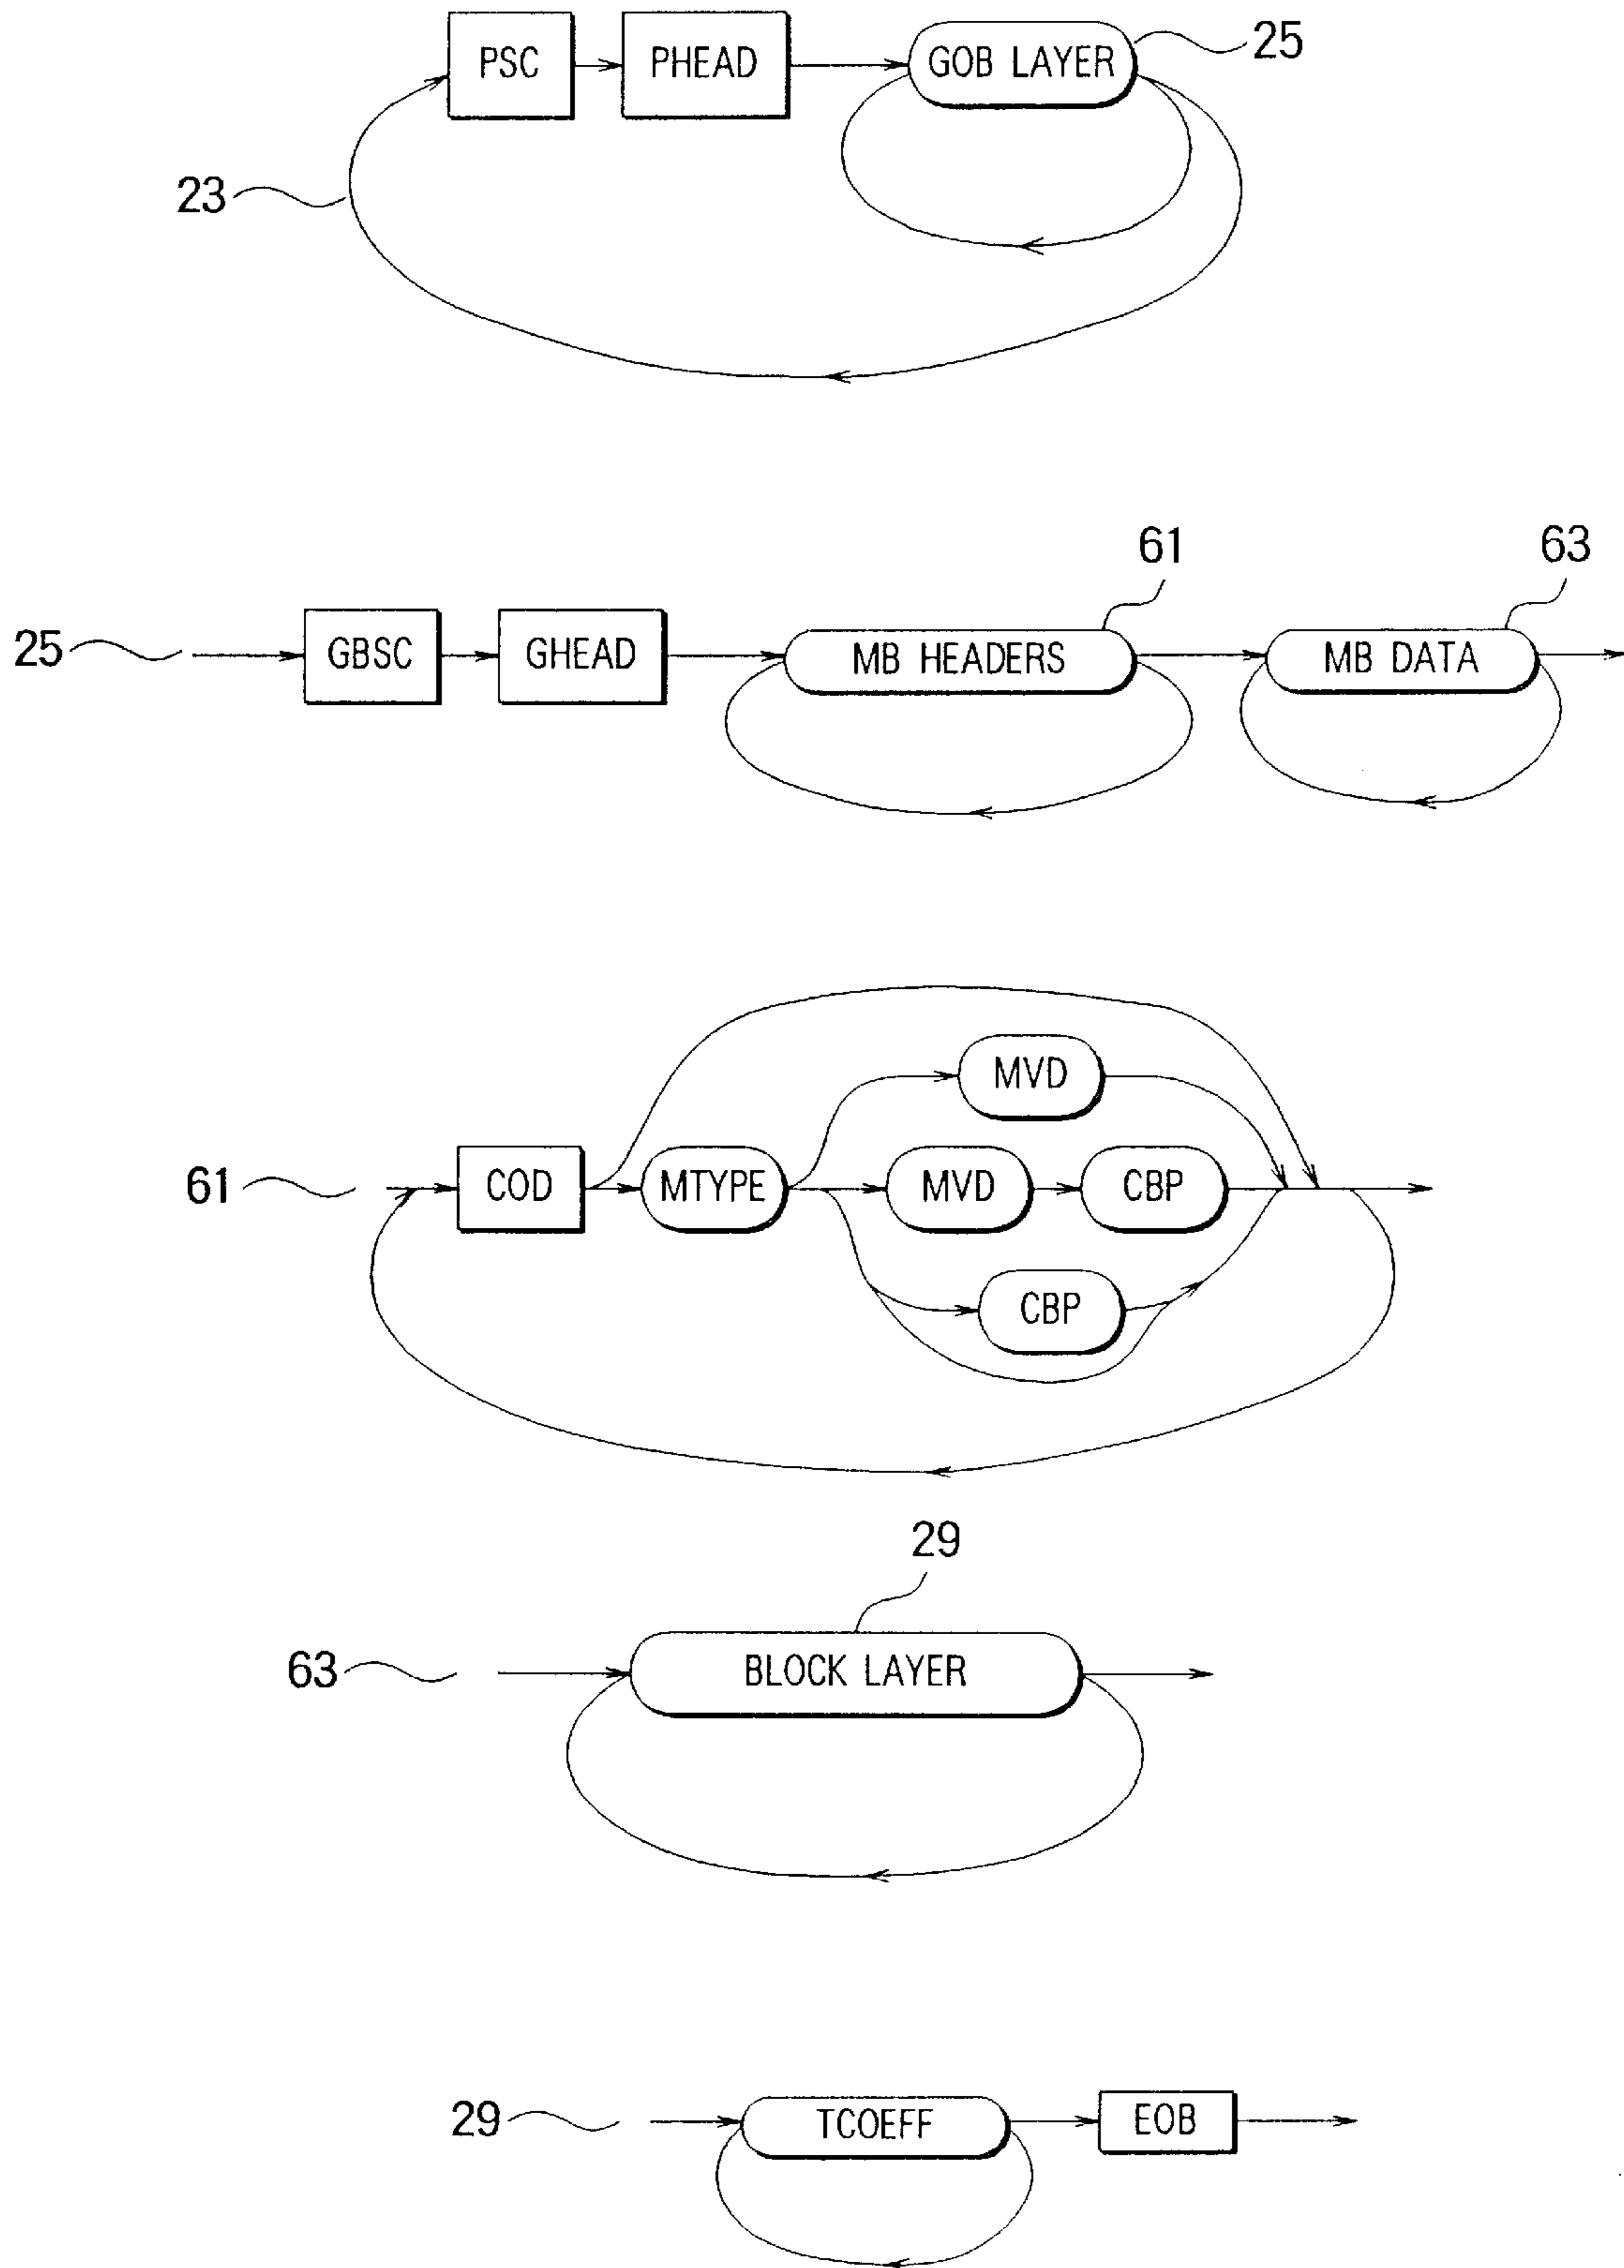 PSC PHEAD GOB LAYER 25
23
61 63
25 GBSC GHEAD MB HEADERS MB DATA
MVD
61 COD MTYPE MVD CBP
CBP
29
63 BLOCK LAYER
29 TCOEFF EOB